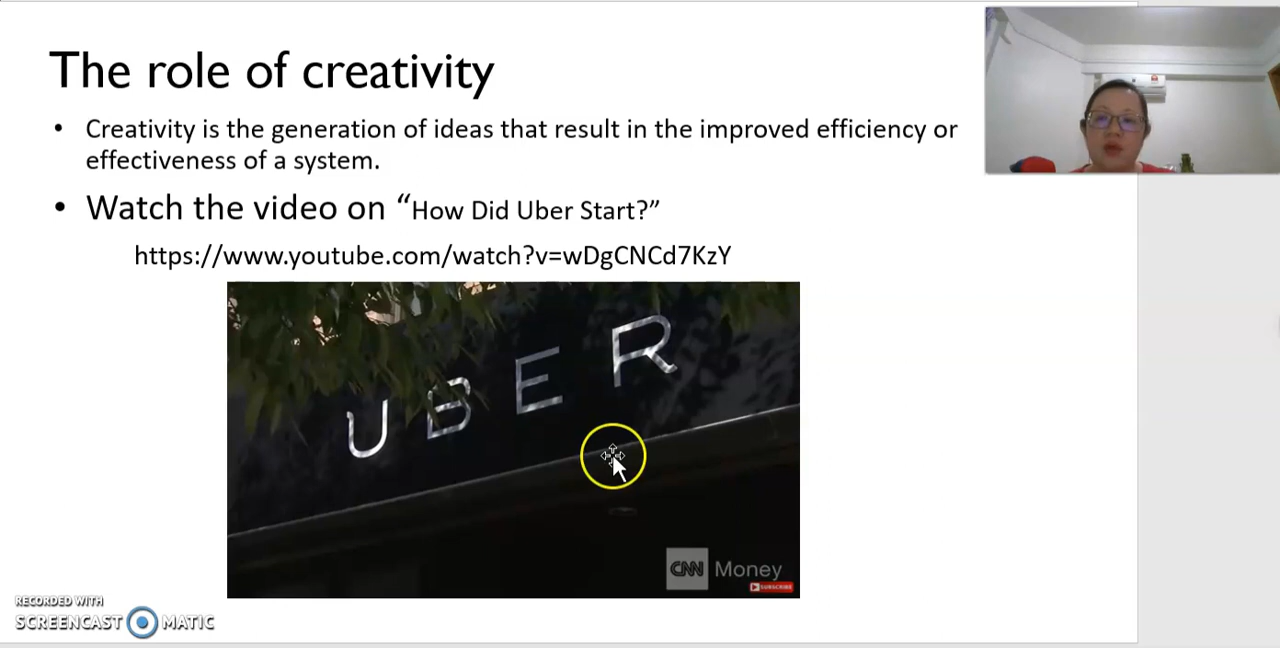 The role of creativity
• Creativity is the generation of ideas that result in the improved efficiency or
effectiveness of a system.
• Watch the video on “How Did Uber Start?”
https://www.youtube.com/watch?v=wDgCNCd7KzY
UBER
CNN Money
SUBSCRIBE
RECORDED WITH
SCREENCAST MATIC